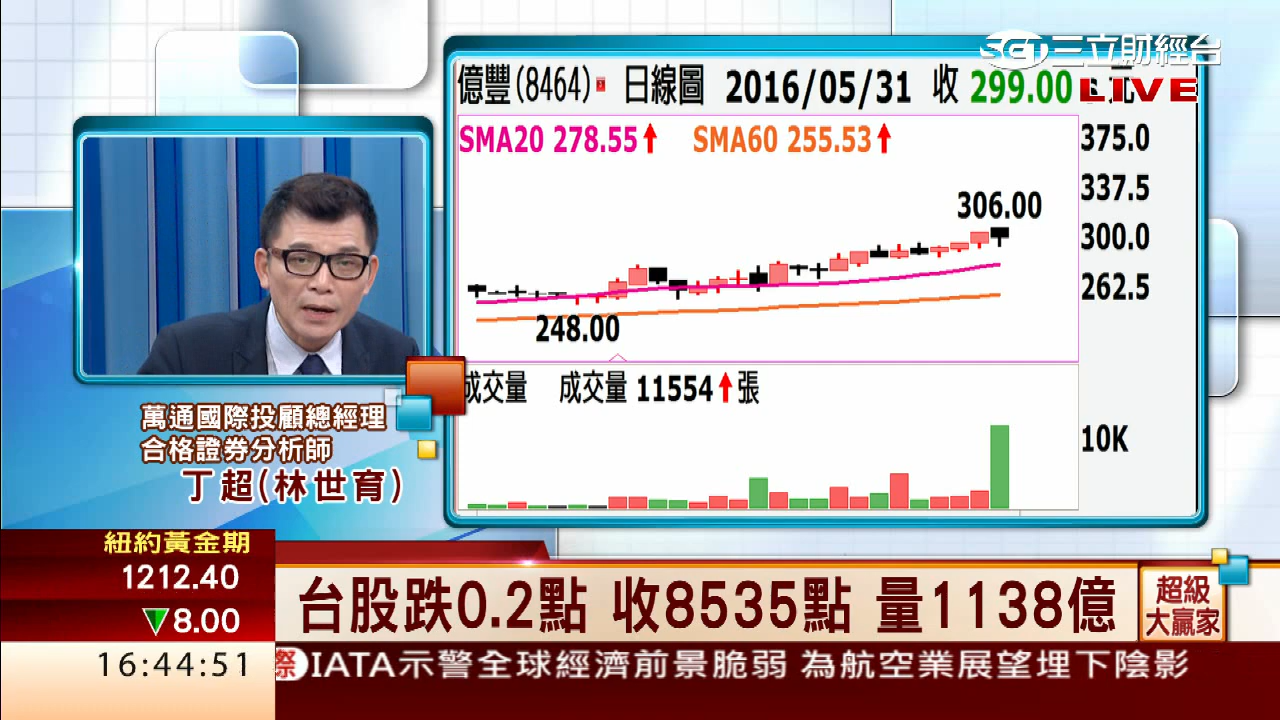 SET三立財經台
LIVE
億豐(8464) 日線圖 2016/05/31 收 299.00 元
SMA20 278.55↑ SMA60 255.53↑
375.0
337.5
300.0
262.5
306.00
248.00
成交量 成交量 11554↑張
10K
萬通國際投顧總經理
合格證券分析師
丁超(林世育)
紐約黃金期
1212.40
▼8.00
16:44:51
台股跌0.2點 收8535點 量1138億
超級
大贏家
際 IATA示警全球經濟前景脆弱 為航空業展望埋下陰影